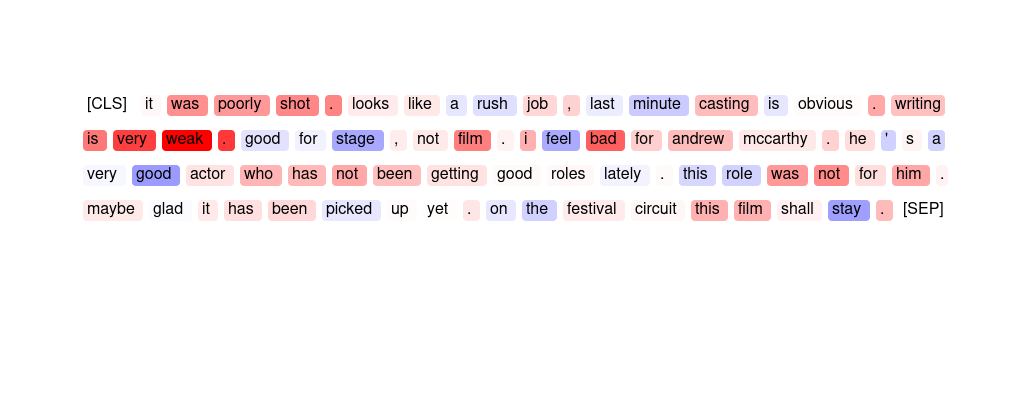 [CLS] it was poorly shot . looks like a rush job , last minute casting is obvious . writing
is very weak . good for stage , not film . i feel bad for andrew mccarthy . he ' s a
very good actor who has not been getting good roles lately . this role was not for him .
maybe glad it has been picked up yet . on the festival circuit this film shall stay . [SEP]